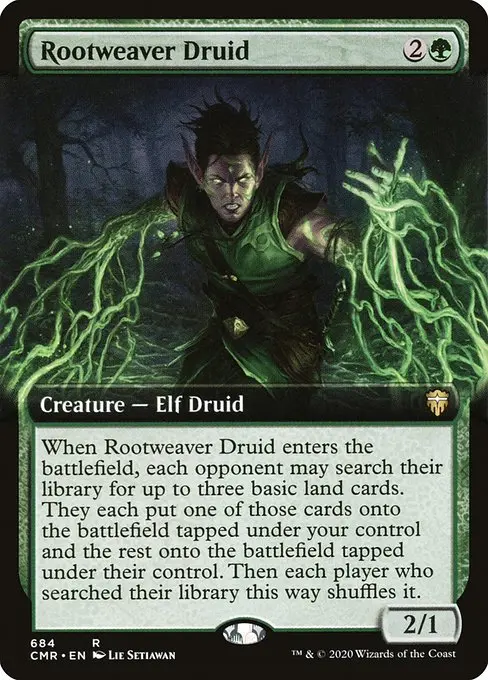 Rootweaver Druid 2
Creature — Elf Druid
When Rootweaver Druid enters the
battlefield, each opponent may search their
library for up to three basic land cards.
They each put one of those cards onto
the battlefield tapped under your control
and the rest onto the battlefield tapped
under their control. Then each player who
searched their library this way shuffles it.
2/1
684 R
CMR • EN Lie Setiawan
™ & © 2020 Wizards of the Coast